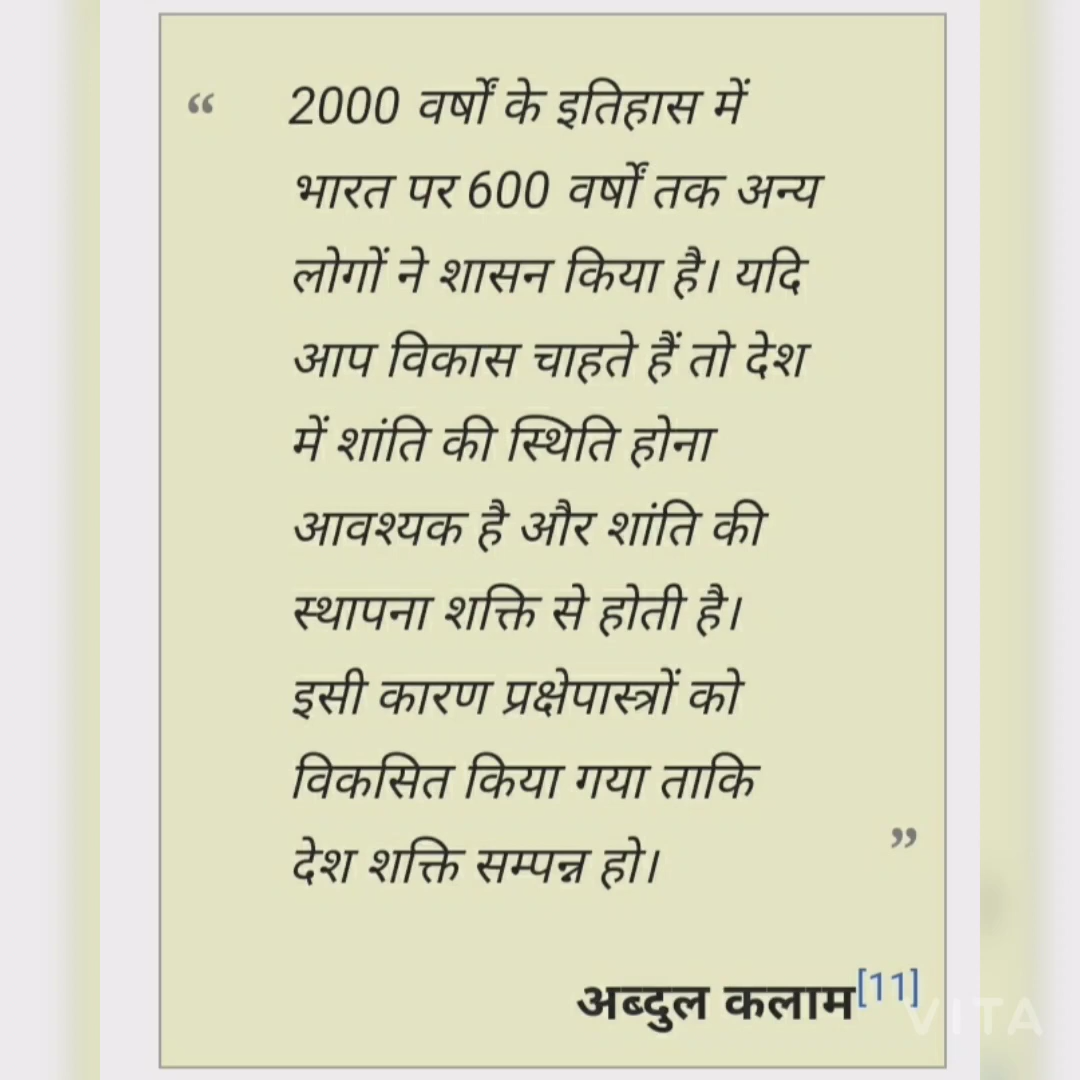 “ 2000 वर्षों के इतिहास में
भारत पर 600 वर्षों तक अन्य
लोगों ने शासन किया है। यदि
आप विकास चाहते हैं तो देश
में शांति की स्थिति होना
आवश्यक है और शांति की
स्थापना शक्ति से होती है।
इसी कारण प्रक्षेपास्त्रों को
विकसित किया गया ताकि
देश शक्ति सम्पन्न हो। ”
अब्दुल कलाम[11]
VITA